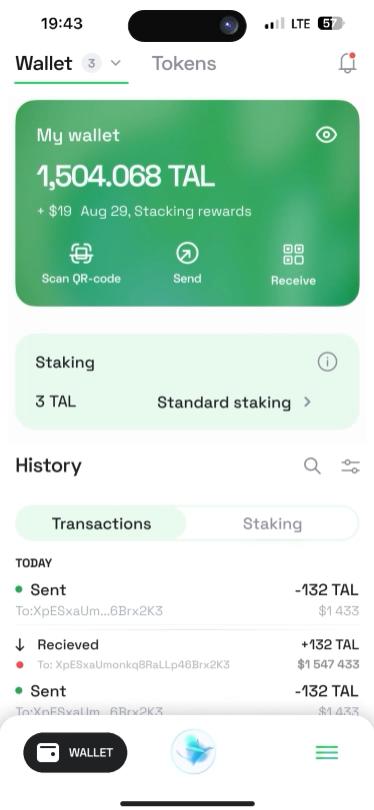 19:43 LTE 57
Wallet 3 Tokens
My wallet
1,504.068 TAL
+ $19 Aug 29, Stacking rewards
Scan QR-code Send Receive
Staking
3 TAL Standard staking
History
Transactions Staking
TODAY
Sent -132 TAL
To:XpESxaUm...6Brx2K3 $1 433
Recieved +132 TAL
To: XpESxaUmonkq8RaLLp46Brx2K3 $1 547 433
Sent -132 TAL
To:XpESxaUm...6Brx2K3 $1 433
WALLET